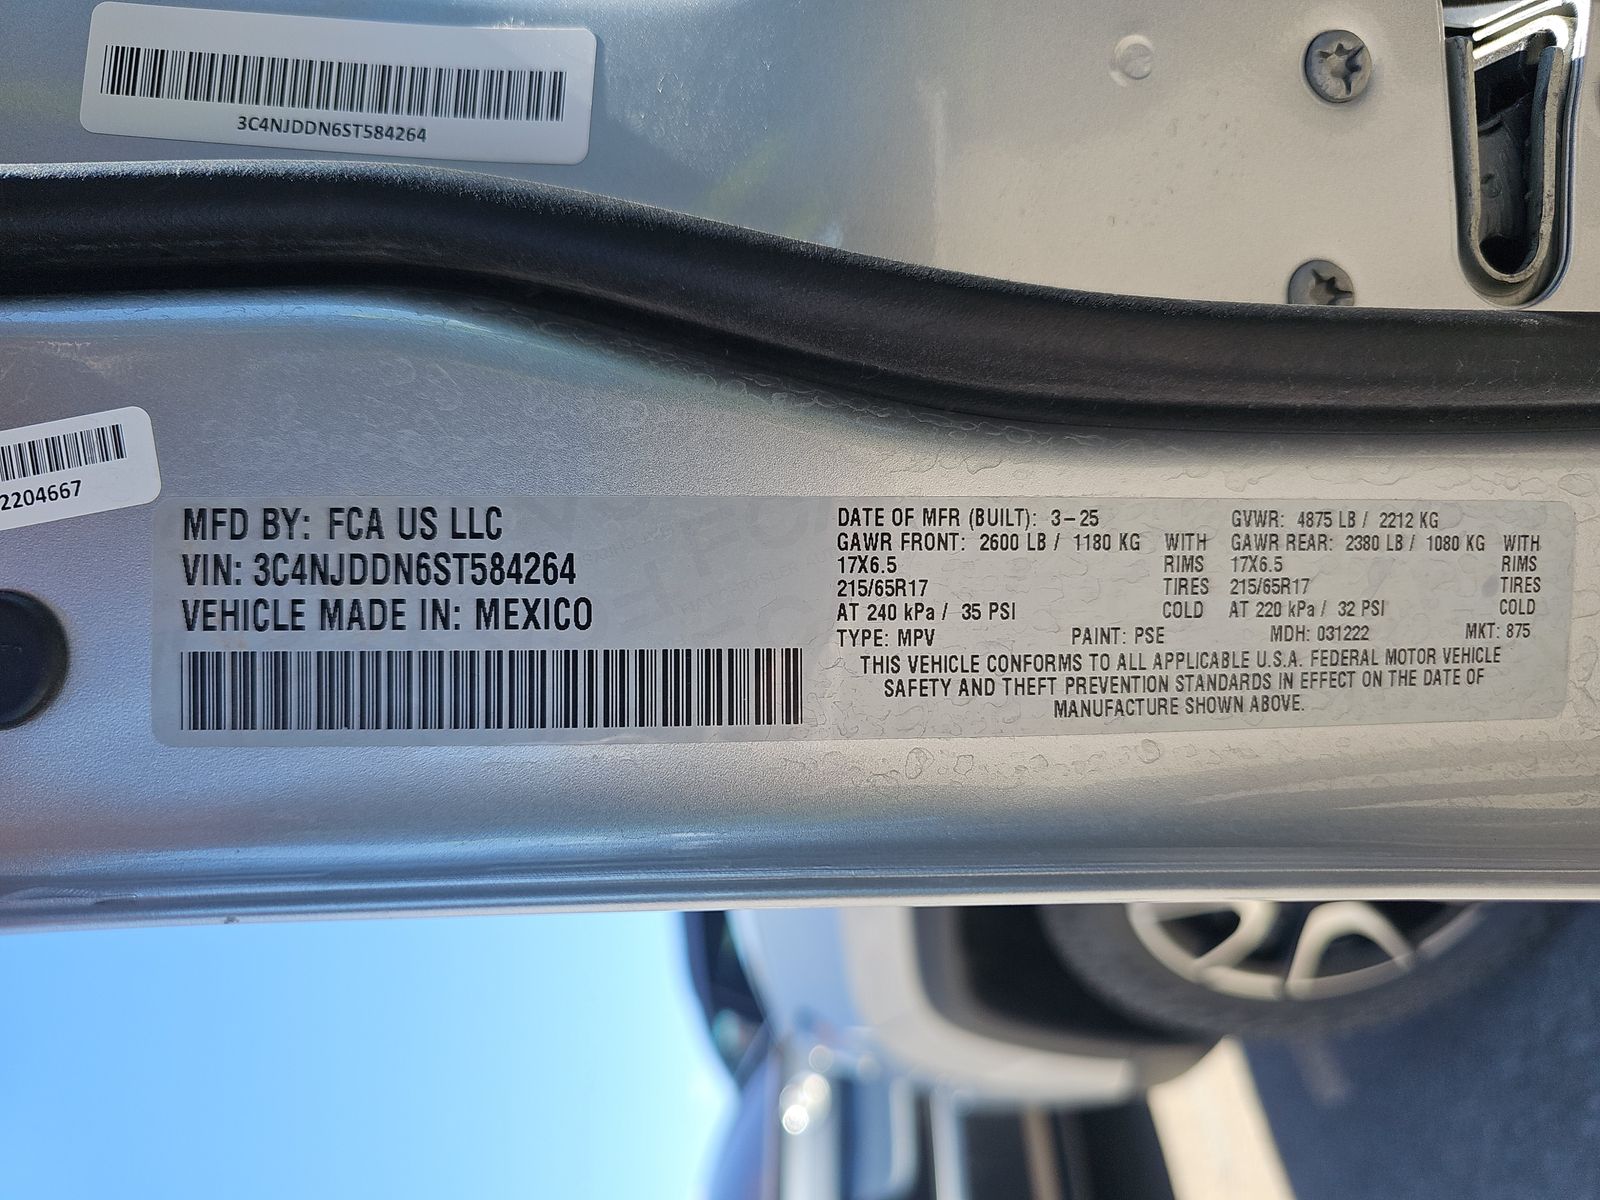 3C4NJDDN6ST584264
2204667
MFD BY: FCA US LLC
VIN: 3C4NJDDN6ST584264
VEHICLE MADE IN: MEXICO
DATE OF MFR (BUILT): 3-25 GVWR: 4875 LB / 2212 KG
GAWR FRONT: 2600 LB / 1180 KG WITH GAWR REAR: 2380 LB / 1080 KG WITH
17X6.5 RIMS 17X6.5 RIMS
215/65R17 TIRES 215/65R17 TIRES
AT 240 kPa / 35 PSI COLD AT 220 kPa / 32 PSI COLD
TYPE: MPV PAINT: PSE MDH: 031222 MKT: 875
THIS VEHICLE CONFORMS TO ALL APPLICABLE U.S.A. FEDERAL MOTOR VEHICLE
SAFETY AND THEFT PREVENTION STANDARDS IN EFFECT ON THE DATE OF
MANUFACTURE SHOWN ABOVE.